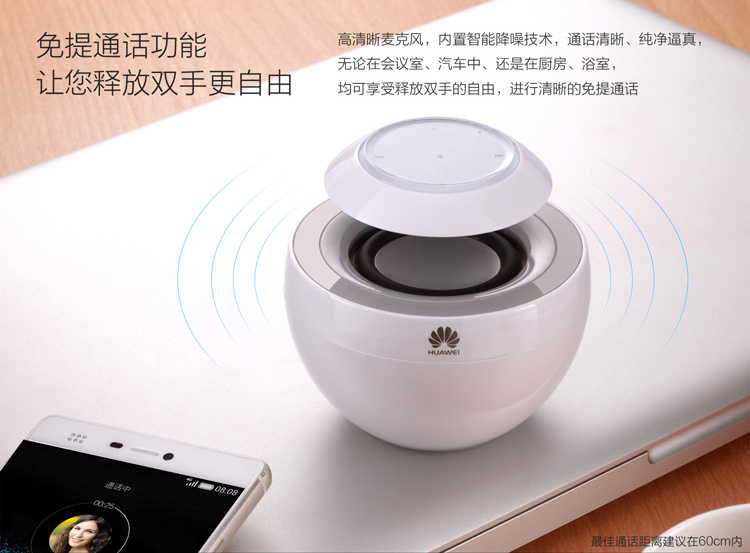 免提通话功能
让您释放双手更自由
高清晰麦克风，内置智能降噪技术，通话清晰、纯净逼真，
无论在会议室、汽车中、还是在厨房、浴室，
均可享受释放双手的自由，进行清晰的免提通话
HUAWEI
4G 08:08
通话中
00:25
最佳通话距离建议在60cm内